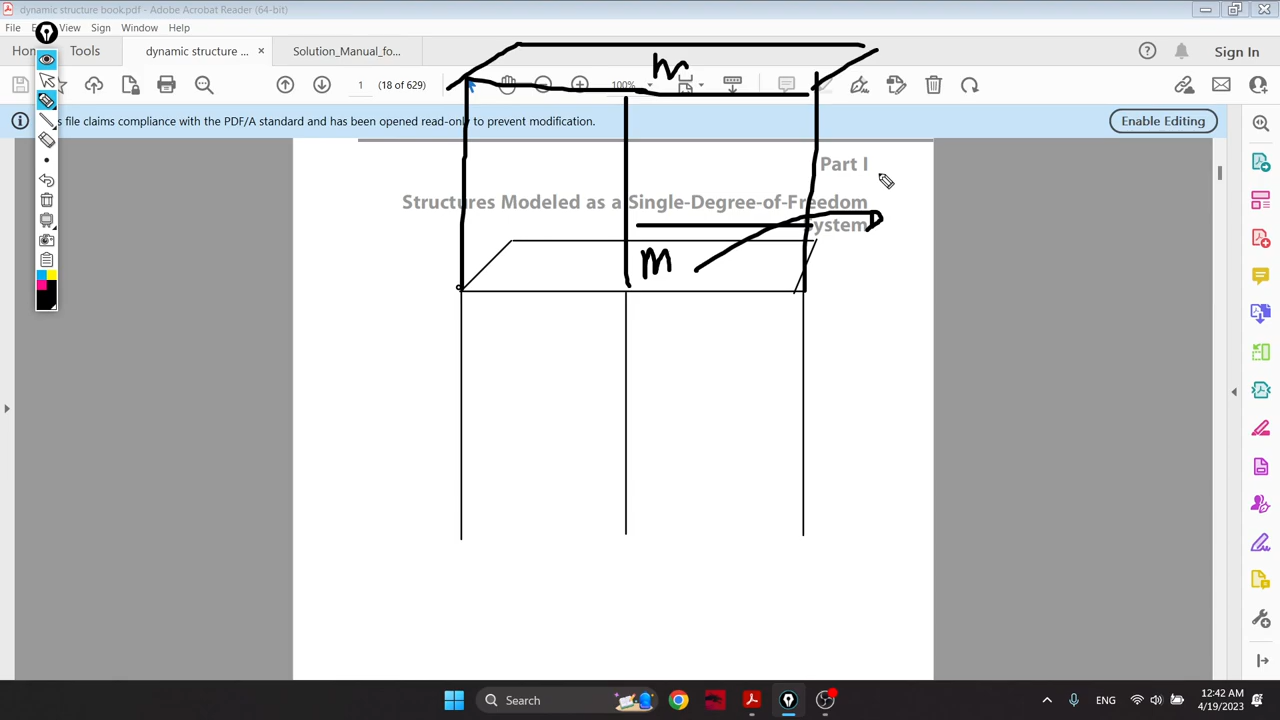 dynamic structure book.pdf - Adobe Acrobat Reader (64-bit)
File View Sign Window Help
Tools dynamic structure ... × Solution_Manual_fo... Sign In
1 (18 of 629) 100%
m
file claims compliance with the PDF/A standard and has been opened read-only to prevent modification. Enable Editing
Part I
Structures Modeled as a Single-Degree-of-Freedom
System
m
Search
ENG
12:42 AM
4/19/2023